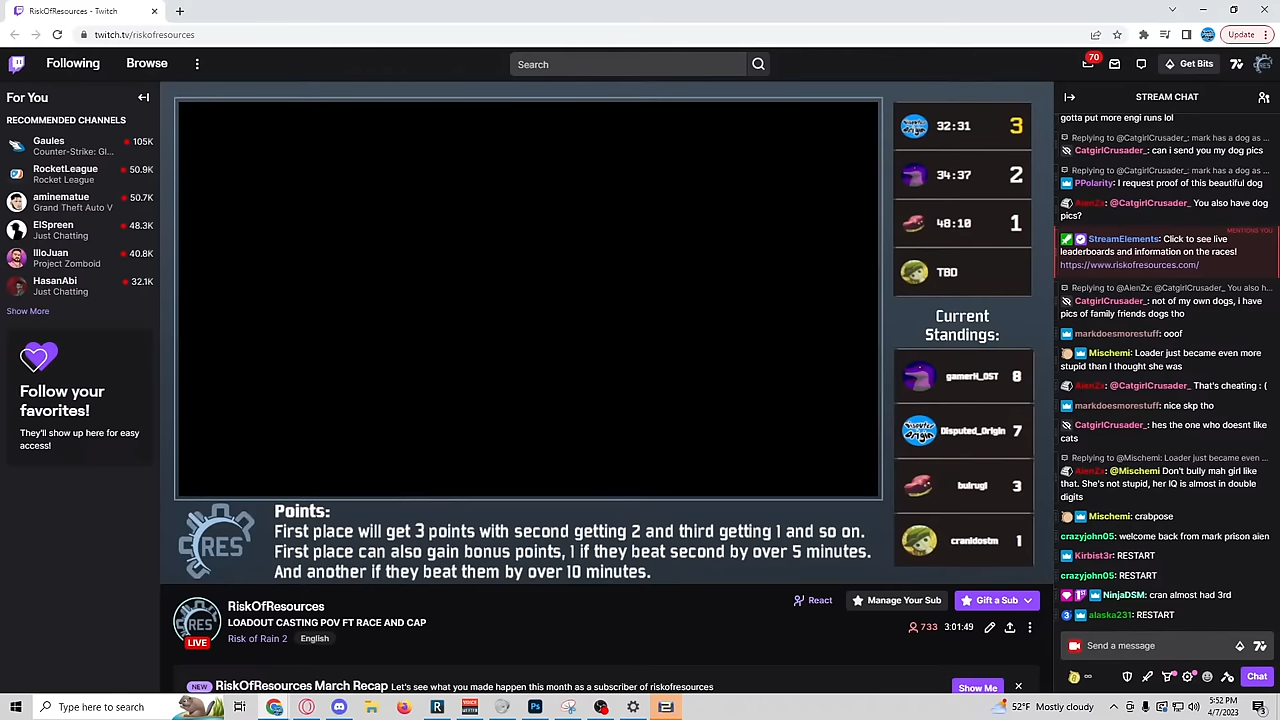 RiskOfResources - Twitch
twitch.tv/riskofresources
Update
Following
Browse
Search
70
Get Bits
For You
RECOMMENDED CHANNELS
Gaules
105K
Counter-Strike: Gl...
RocketLeague
50.9K
Rocket League
aminematue
50.7K
Grand Theft Auto V
ElSpreen
48.3K
Just Chatting
IlloJuan
40.8K
Project Zomboid
HasanAbi
32.1K
Just Chatting
Show More
Follow your
favorites!
They'll show up here for easy
access!
32:31 3
34:37 2
48:10 1
TBD
Current
Standings:
gamerH_OST 8
Disputed_Origin 7
bulrugl 3
cranidostm 1
RES
Points:
First place will get 3 points with second getting 2 and third getting 1 and so on.
First place can also gain bonus points, 1 if they beat second by over 5 minutes.
And another if they beat them by over 10 minutes.
RES
LIVE
RiskOfResources
LOADOUT CASTING POV FT RACE AND CAP
Risk of Rain 2
English
React
Manage Your Sub
Gift a Sub
733
3:01:49
NEW
RiskOfResources March Recap
Let's see what you made happen this month as a subscriber of riskofresources
Show Me
STREAM CHAT
gotta put more engi runs lol
Replying to @CatgirlCrusader_: mark has a dog as ...
CatgirlCrusader_: can i send you my dog pics
Replying to @CatgirlCrusader_: mark has a dog as ...
PPolarity: I request proof of this beautiful dog
AlenZx: @CatgirlCrusader_ You also have dog
pics?
MENTIONS YOU
StreamElements: Click to see live
leaderboards and information on the races!
https://www.riskofresources.com/
Replying to @AlenZx: @CatgirlCrusader_ You also h...
CatgirlCrusader_: not of my own dogs, i have
pics of family friends dogs tho
markdoesmorestuff: ooof
Mischemi: Loader just became even more
stupid than I thought she was
AlenZx: @CatgirlCrusader_ That's cheating : (
markdoesmorestuff: nice skp tho
CatgirlCrusader_: hes the one who doesnt like
cats
Replying to @Mischemi: Loader just became even ...
AlenZx: @Mischemi Don't bully mah girl like
that. She's not stupid, her IQ is almost in double
digits
Mischemi: crabpose
crazyjohn05: welcome back from mark prison aien
Kirbist3r: RESTART
crazyjohn05: RESTART
NinjaDSM: cran almost had 3rd
alaska231: RESTART
Send a message
Chat
Type here to search
52°F Mostly cloudy
5:52 PM
4/7/2023